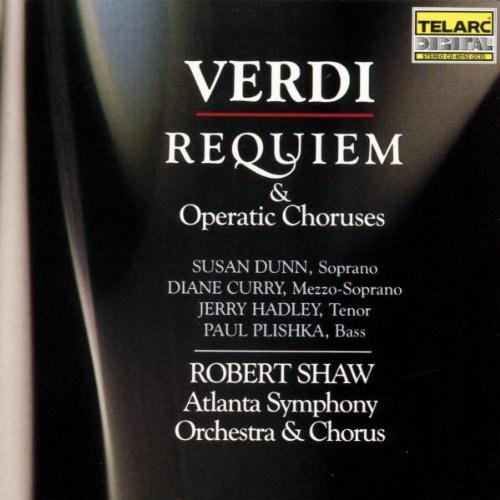 TELARC
DIGITAL
VERDI
REQUIEM
&
Operatic Choruses
SUSAN DUNN, Soprano
DIANE CURRY, Mezzo-Soprano
JERRY HADLEY, Tenor
PAUL PLISHKA, Bass
ROBERT SHAW
Atlanta Symphony
Orchestra & Chorus